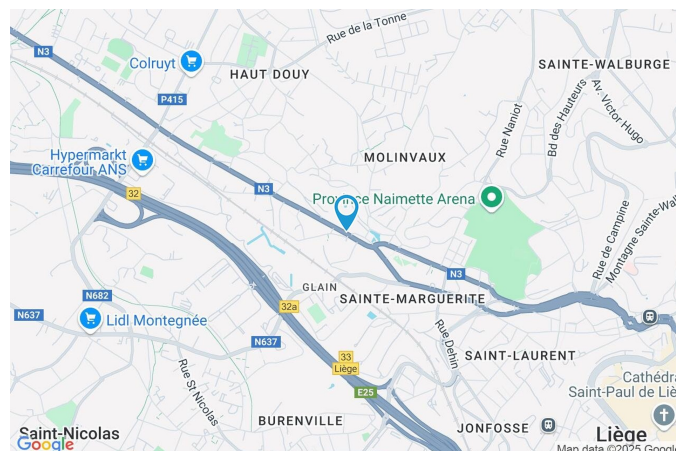 Rue de la Tonne
N3
Colruyt
HAUT DOUY
SAINTE-WALBURGE
P415
Rue Naniot
Bd des Hauteurs
Av. Victor Hugo
MOLINVAUX
Hypermarkt
Carrefour ANS
32
N3
Province Naimette Arena
Rue de Campine
Montagne Sainte-Wal
N3
GLAIN
SAINTE-MARGUERITE
N682
32a
N637
Lidl Montegnée
N637
Rue Dehin
33
Liège
SAINT-LAURENT
Rue St Nicolas
E25
Cathédra
Saint-Paul de Liè
BURENVILLE
JONFOSSE
Saint-Nicolas
Liège
Google
Map data ©2025 Google